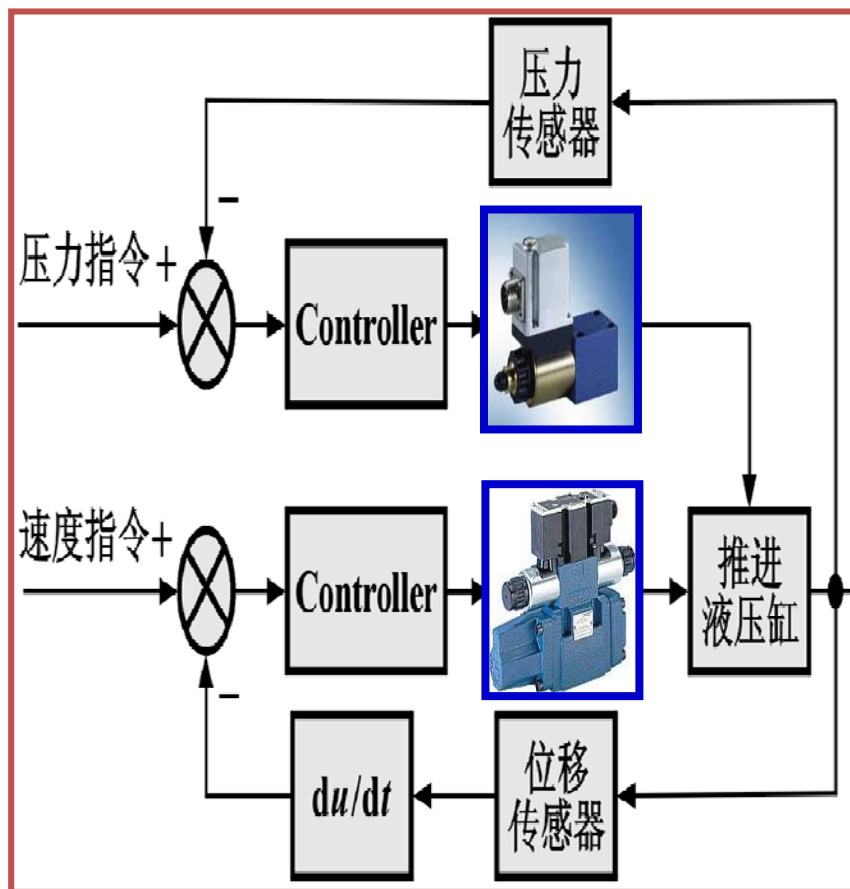 压力
传感器
−
压力指令+
Controller
速度指令+
Controller
推进
液压缸
−
du/dt
位移
传感器